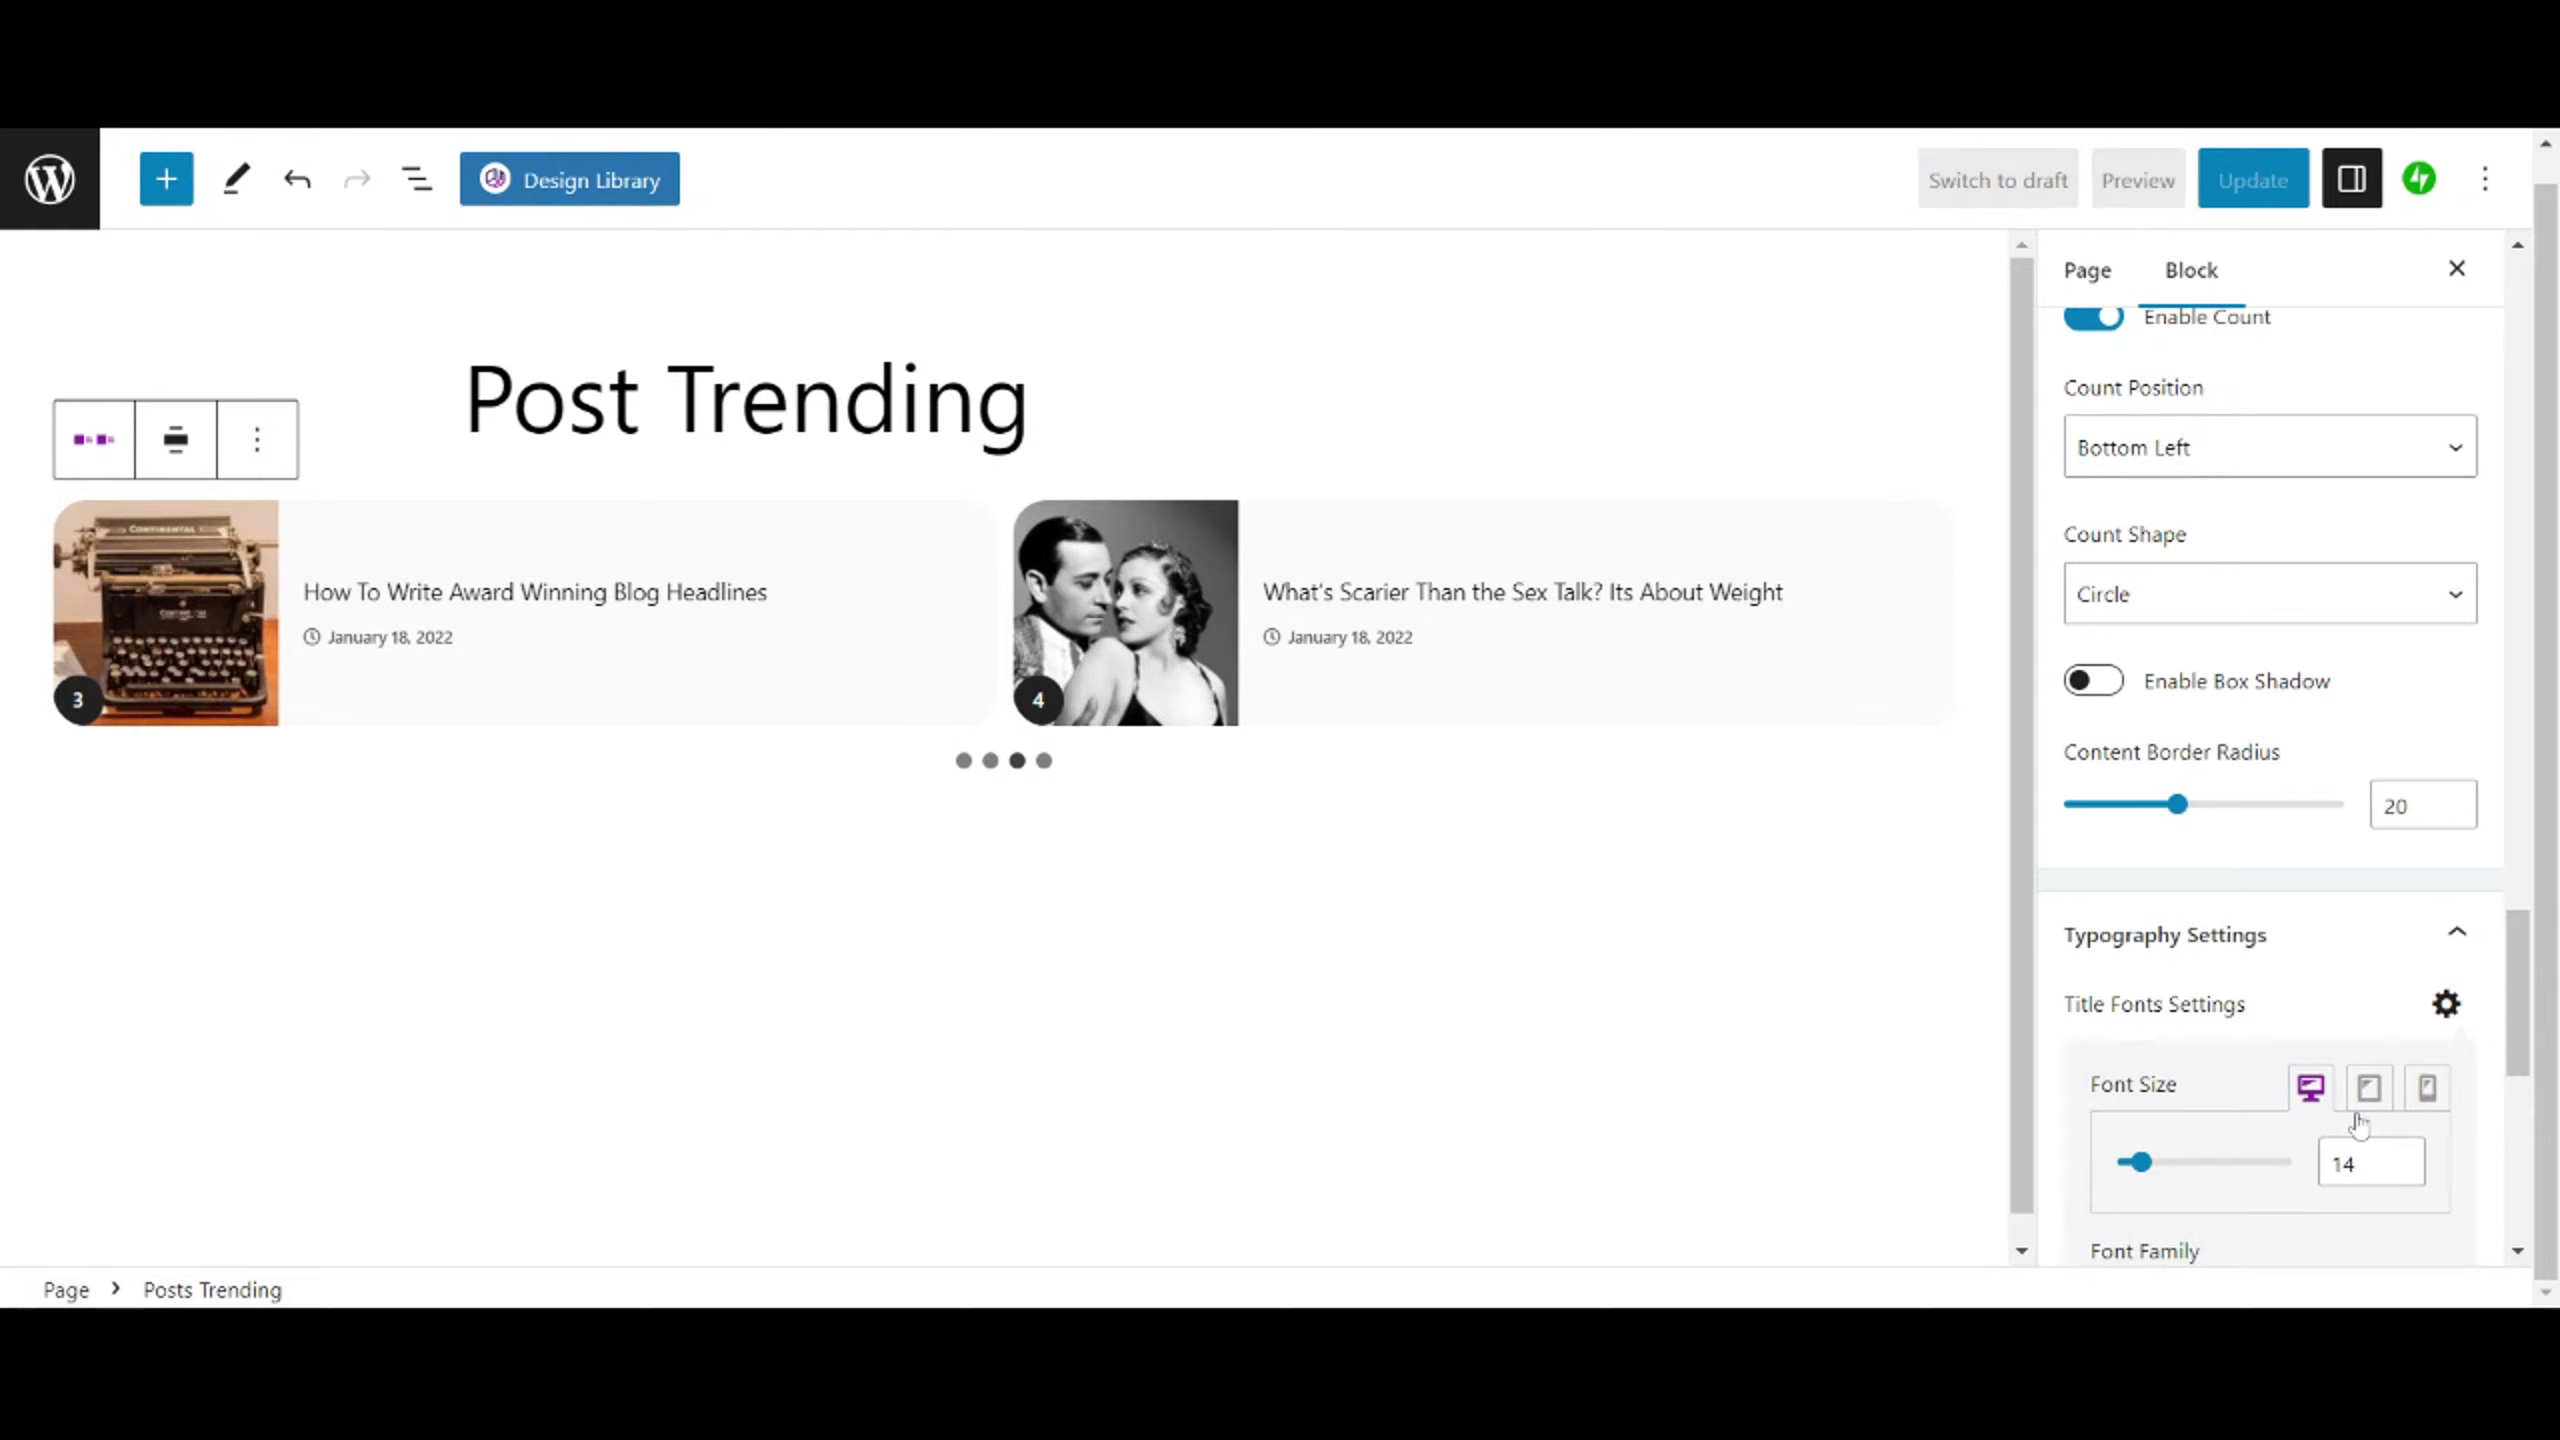 Design Library
Switch to draft
Preview
Update
Page
Block
Enable Count
Post Trending
Count Position
Bottom Left
Count Shape
Circle
CONTINENTAL
How To Write Award Winning Blog Headlines
January 18, 2022
3
What's Scarier Than the Sex Talk? Its About Weight
January 18, 2022
4
Enable Box Shadow
Content Border Radius
20
Typography Settings
Title Fonts Settings
Font Size
14
Font Family
Page > Posts Trending